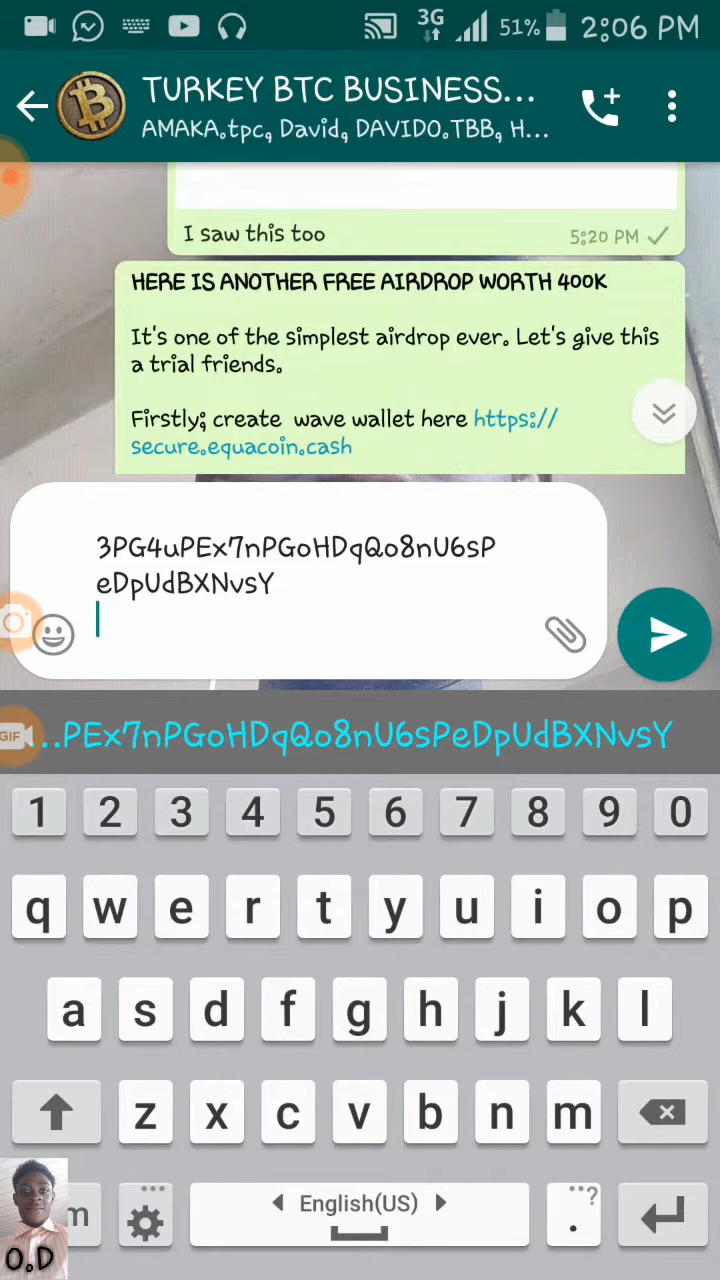 3G 51% 2:06 PM
TURKEY BTC BUSINESS...
AMAKA.tpc, David, DAVIDO.TBB, H...
I saw this too
5:20 PM
HERE IS ANOTHER FREE AIRDROP WORTH 400K
It's one of the simplest airdrop ever. Let's give this
a trial friends.
Firstly; create wave wallet here https://
secure.equacoin.cash
3PG4uPEx7nPGoHDqQo8nU6sP
eDpUdBXNvsY
GIF
...PEx7nPGoHDqQo8nU6sPeDpUdBXNvsY
1 2 3 4 5 6 7 8 9 0
q w e r t y u i o p
a s d f g h j k l
z x c v b n m
m
English(US)
...?
.
O.D